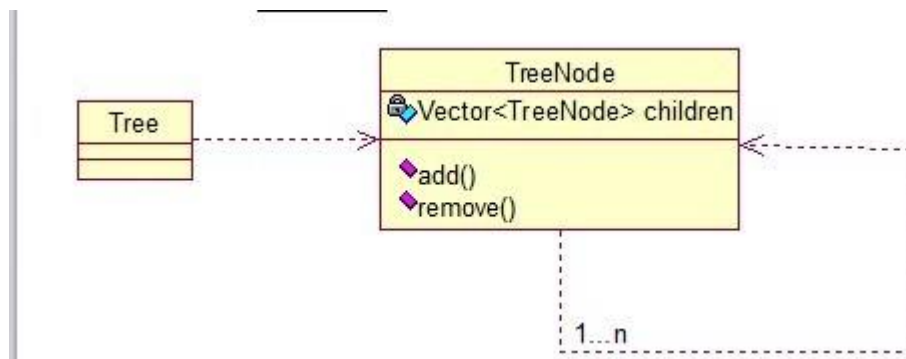 TreeNode
Vector<TreeNode> children
Tree
add()
remove()
1...n